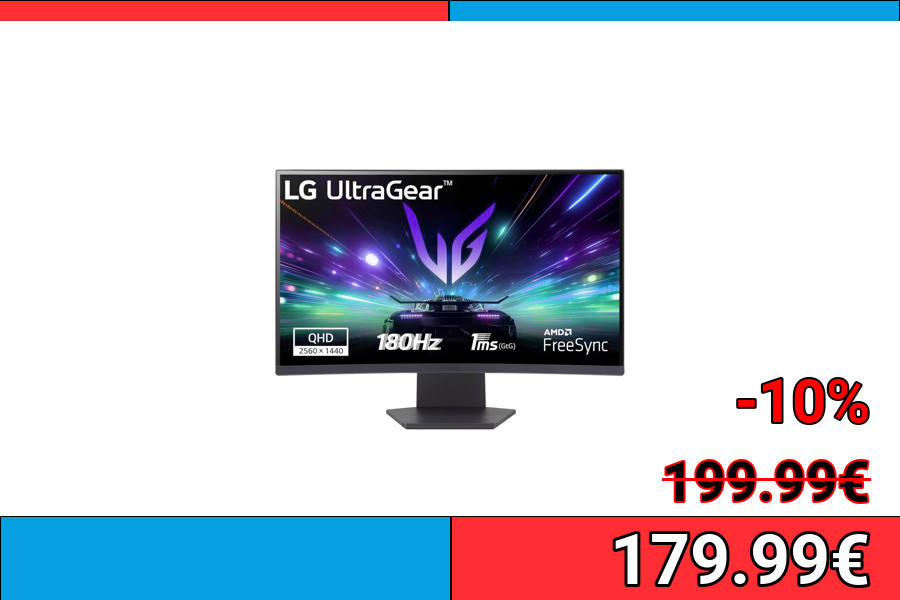 LG UltraGear™
QHD
2560 × 1440
180Hz
1ms (GtG)
AMD
FreeSync
-10%
199.99€
179.99€